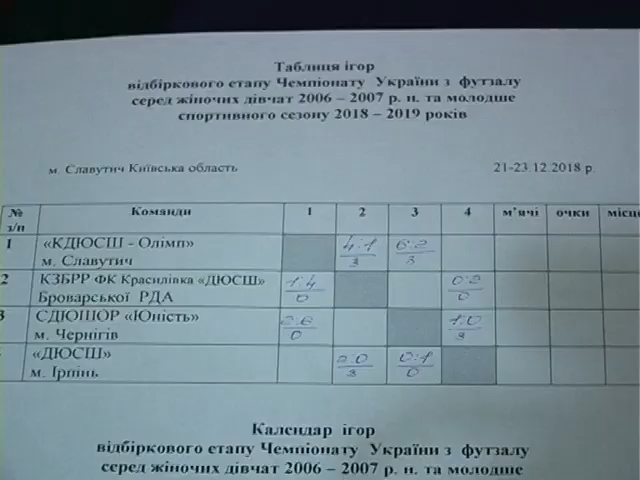 Таблиця ігор
відбіркового етапу Чемпіонату України з футзалу
серед жіночих дівчат 2006 – 2007 р. н. та молодше
спортивного сезону 2018 – 2019 років
м. Славутич Київська область 21-23.12.2018 р.
№ з/п Команди 1 2 3 4 м'ячі очки місце
1 «КДЮСШ - Олімп» 4:1 6:2
м. Славутич 3 3
2 КЗБРР ФК Красилівка «ДЮСШ» 1:4 0:2
Броварської РДА 0 0
3 СДЮШОР «Юність» 2:6 1:0
м. Чернігів 0 3
«ДЮСШ» 2:0 0:1
м. Ірпінь 3 0
Календар ігор
відбіркового етапу Чемпіонату України з футзалу
серед жіночих дівчат 2006 – 2007 р. н. та молодше